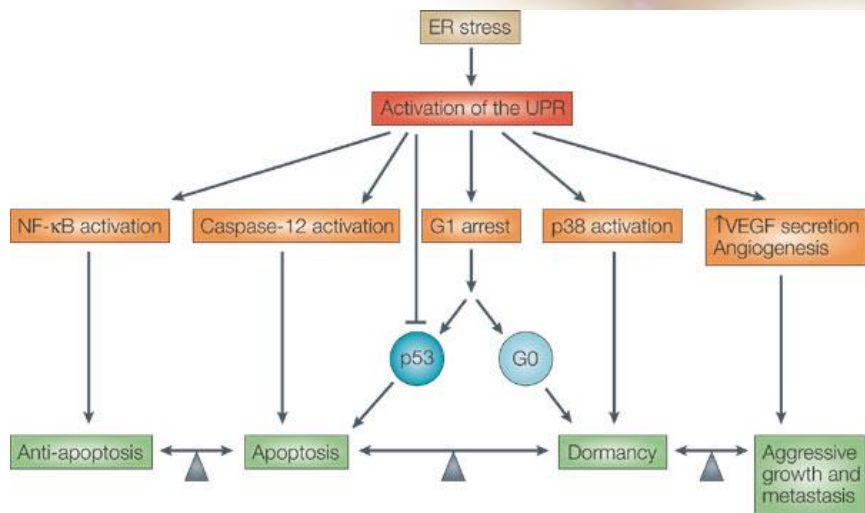 ER stress
Activation of the UPR
NF-κB activation
Caspase-12 activation
G1 arrest
p38 activation
↑VEGF secretion
Angiogenesis
p53
G0
Anti-apoptosis
Apoptosis
Dormancy
Aggressive
growth and
metastasis